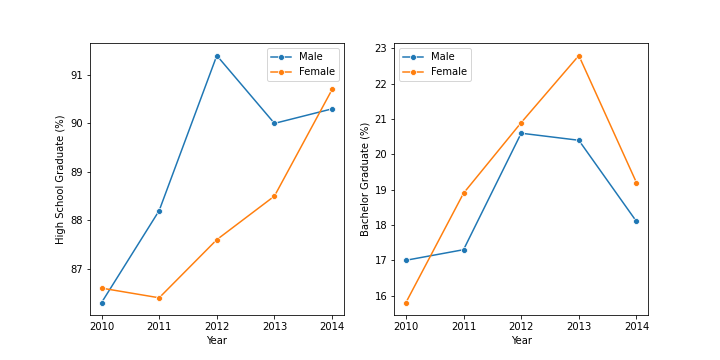 High School Graduate (%)
91
90
89
88
87
2010 2011 2012 2013 2014
Year
Male
Female
Bachelor Graduate (%)
23
22
21
20
19
18
17
16
2010 2011 2012 2013 2014
Year
Male
Female